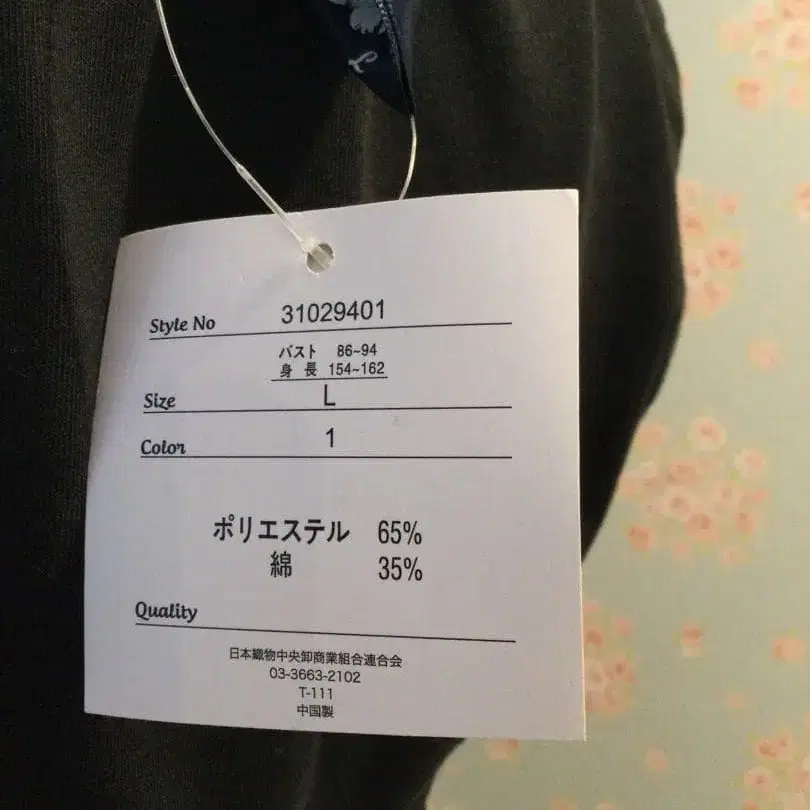 L
Style No 31029401
バスト 86~94
身 長 154~162
Size L
Color 1
ポリエステル 65%
綿 35%
Quality
日本織物中央卸商業組合連合会
03-3663-2102
T-111
中国製